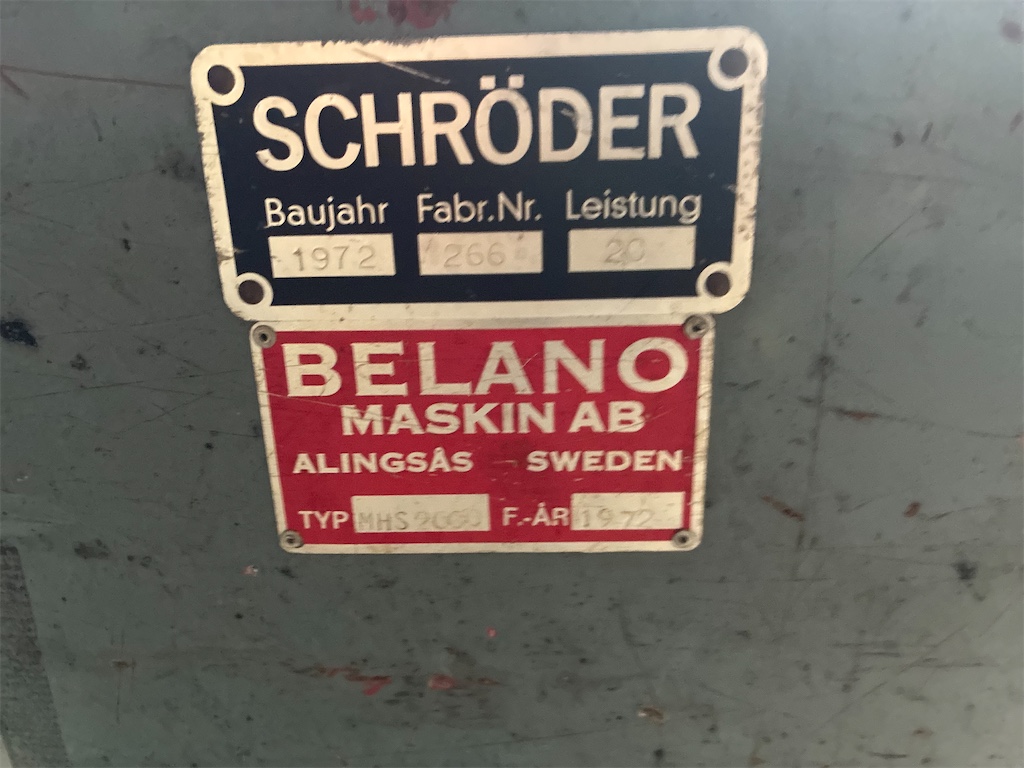 SCHRÖDER
Baujahr Fabr.Nr. Leistung
1972 266 20
BELANO
MASKIN AB
ALINGSÅS SWEDEN
TYP MHS 2000 F.-ÅR 1972